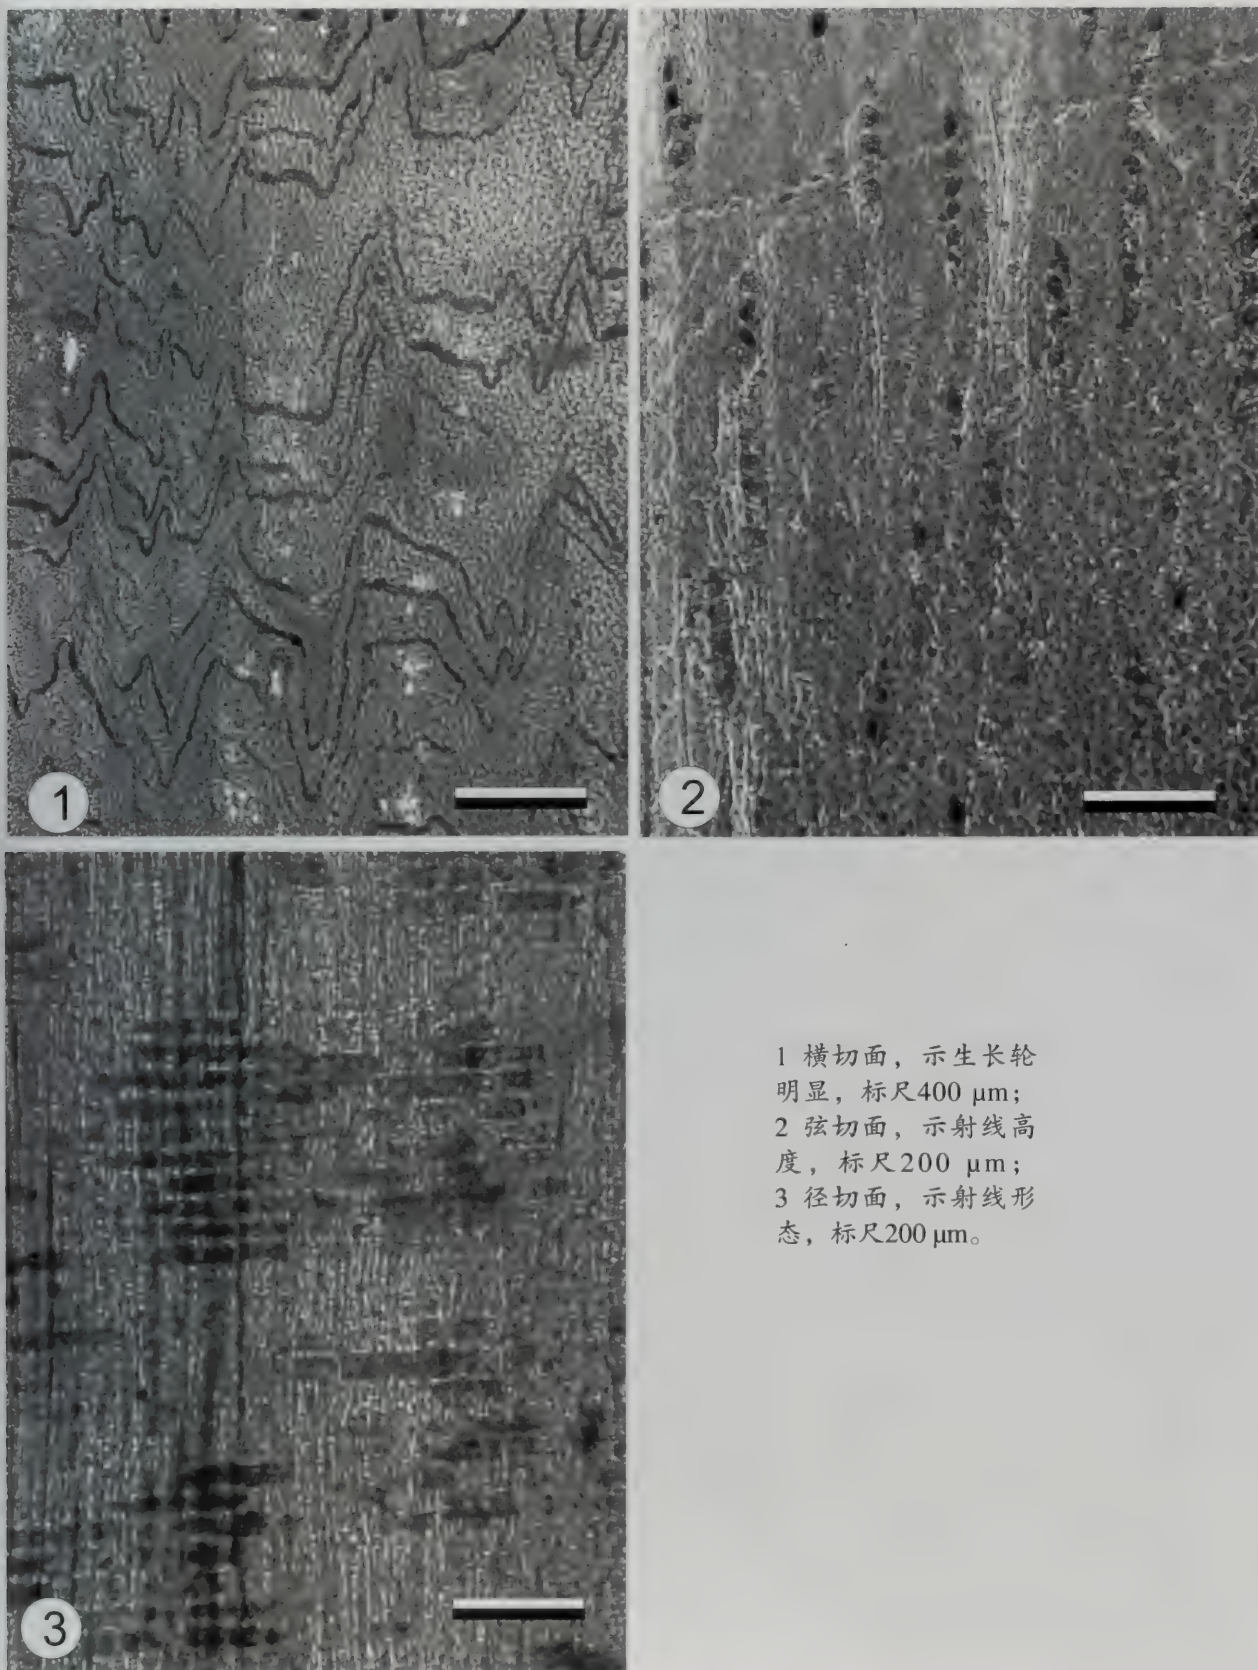 1
2
3
1 横切面，示生长轮
明显，标尺400 μm；
2 弦切面，示射线高
度，标尺200 μm；
3 径切面，示射线形
态，标尺200 μm。